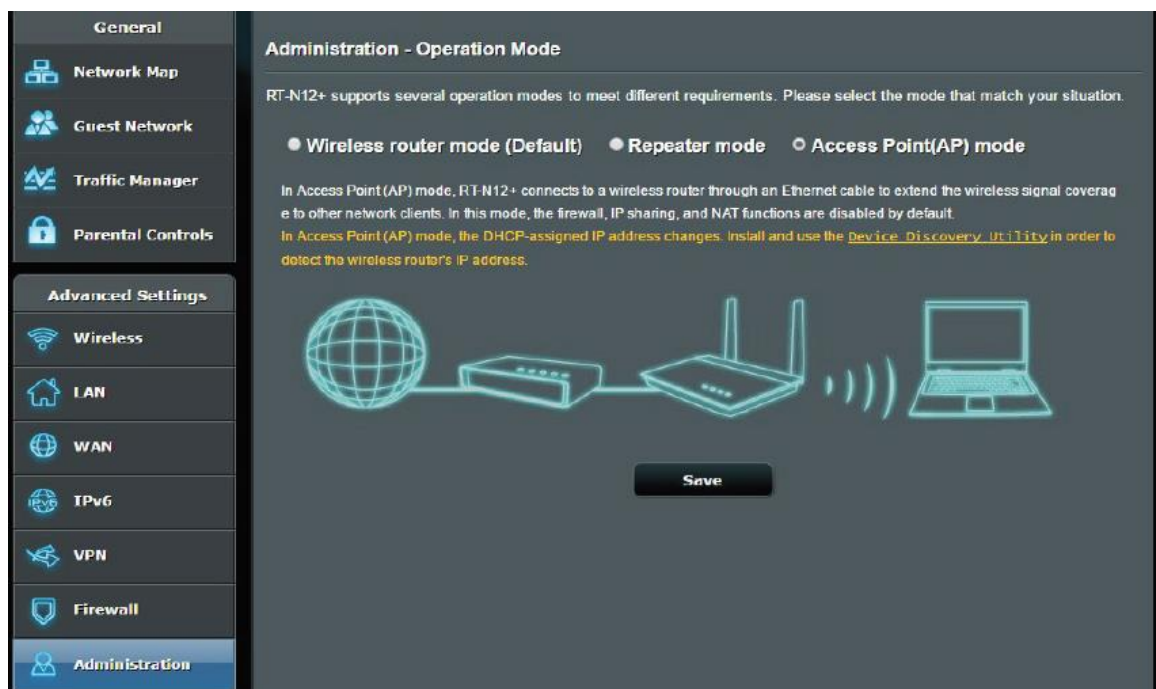 General
Network Map
Guest Network
Traffic Manager
Parental Controls
Advanced Settings
Wireless
LAN
WAN
IPv6
IPv6
VPN
Firewall
Administration
Administration - Operation Mode
RT-N12+ supports several operation modes to meet different requirements. Please select the mode that match your situation.
Wireless router mode (Default) Repeater mode Access Point(AP) mode
In Access Point (AP) mode, RT-N12+ connects to a wireless router through an Ethernet cable to extend the wireless signal coverag
e to other network clients. In this mode, the firewall, IP sharing, and NAT functions are disabled by default.
In Access Point (AP) mode, the DHCP-assigned IP address changes. Install and use the Device Discovery Utility in order to
detect the wireless router's IP address.
Save